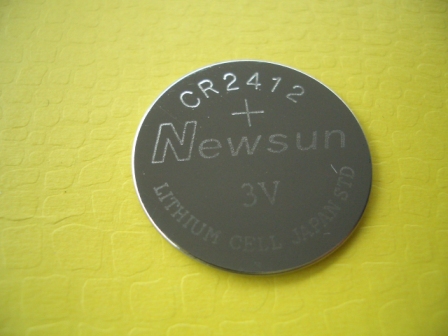 CR2412
+
Newsun
3V
LITHIUM CELL JAPAN STD